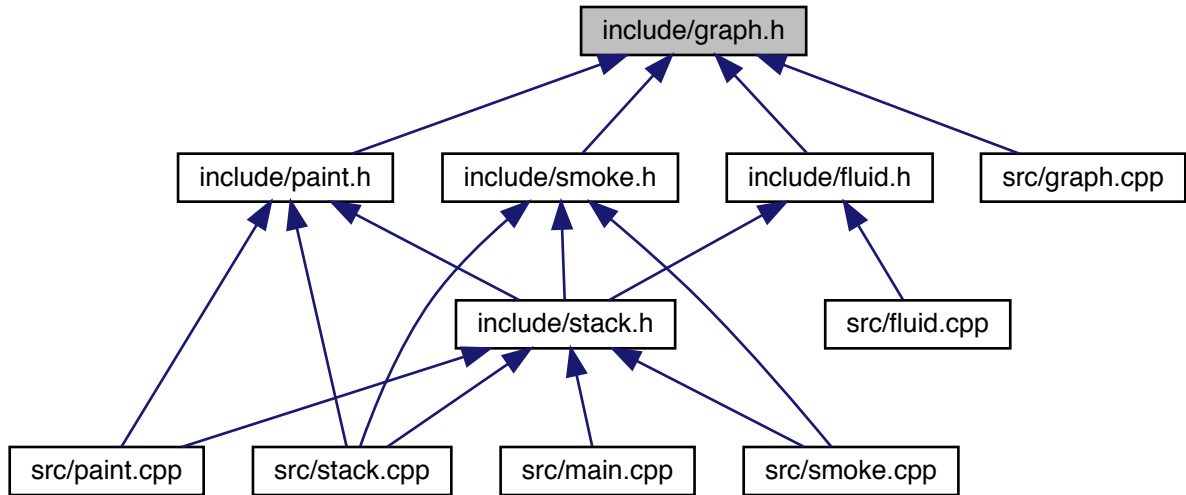 include/graph.h
include/paint.h
include/smoke.h
include/fluid.h
src/graph.cpp
include/stack.h
src/fluid.cpp
src/paint.cpp
src/stack.cpp
src/main.cpp
src/smoke.cpp